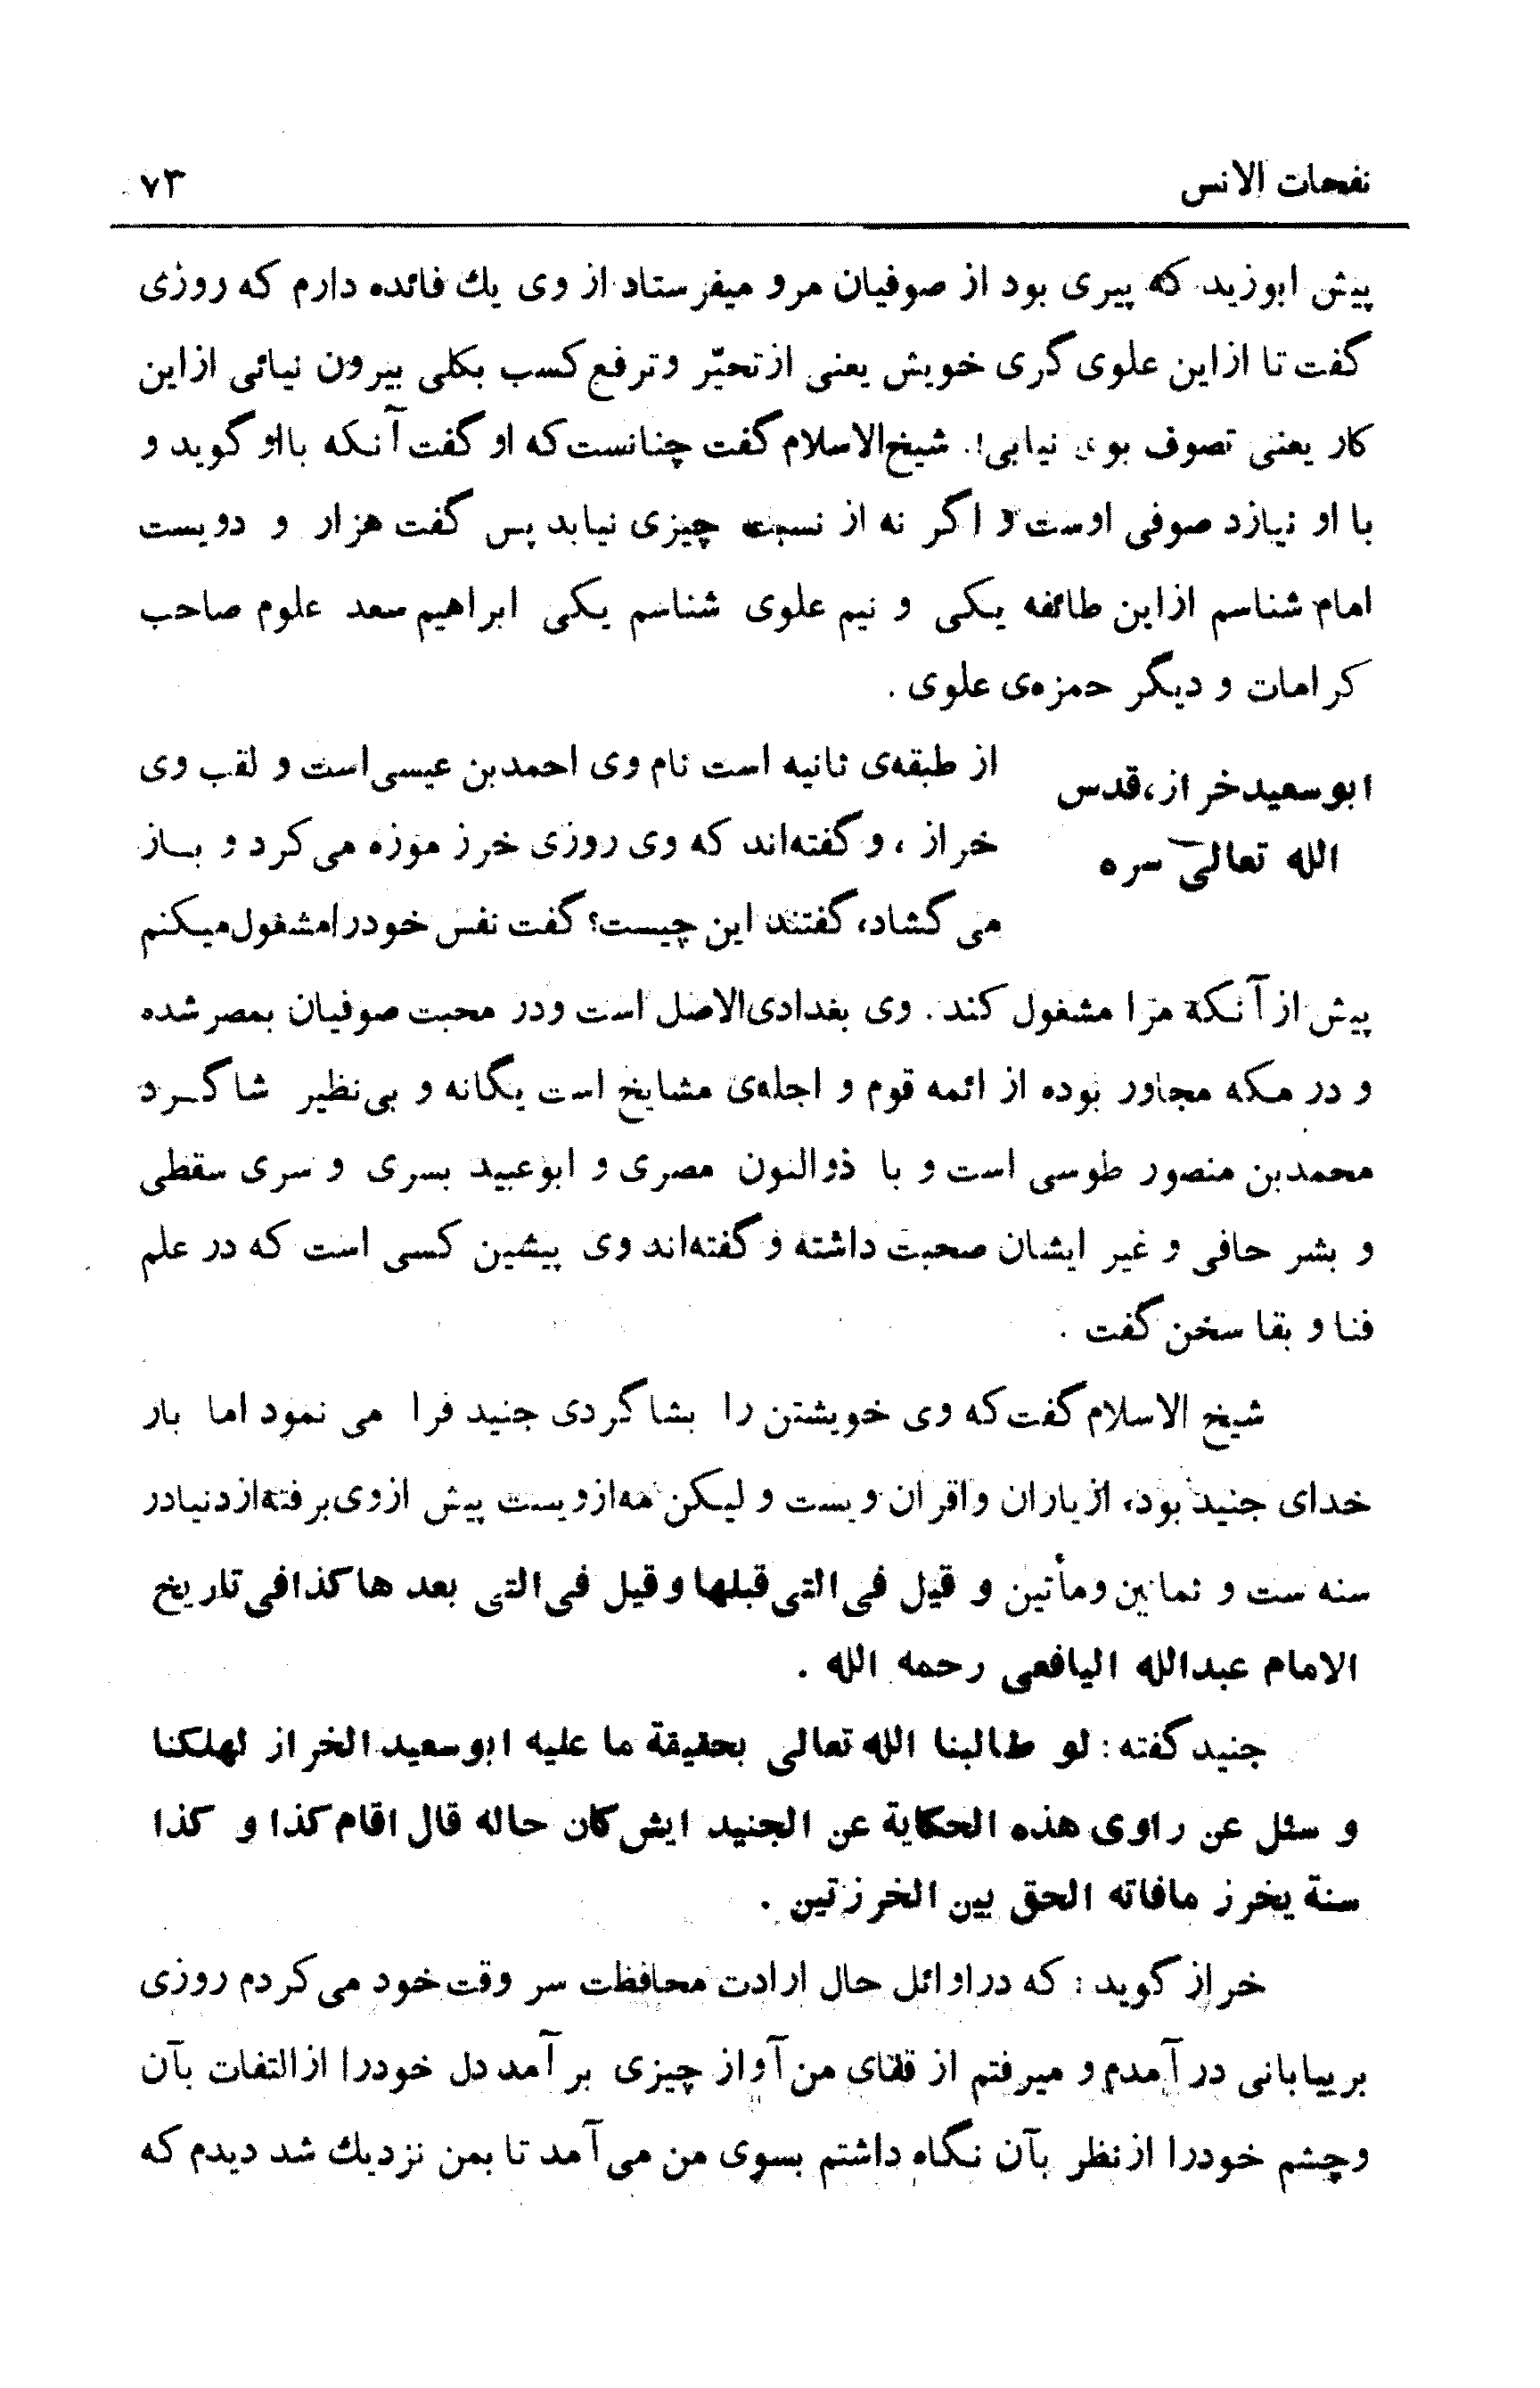 نفحات الانس
۷۳
پیش ابوزید که پیری بود از صوفیان مرو میفرستاد از وی یك فائده دارم که روزی
گفت تا ازاین علوی گری خویش یعنی ازتحیّر وترفع کسب بکلی بیرون نیائی ازاین
کار یعنی تصوف بوی نیابی!. شیخ‌الاسلام گفت چنانست که او گفت آنکه بااو گوید و
با او نیازد صوفی اوست و اگر نه از نسبت چیزی نیابد پس گفت هزار و دویست
امام شناسم ازاین طائفه یکی و نیم علوی شناسم یکی ابراهیم سعد علوم صاحب
کرامات و دیگر حمزه‌ی علوی .
ابوسعیدخراز،قدس
الله تعالی سره
از طبقه‌ی ثانیه است نام وی احمدبن عیسی است و لقب وی
خراز ، و گفته‌اند که وی روزی خرز موزه می کرد و بـاز
می گشاد، گفتند این چیست؟ گفت نفس خودرامشغول میکنم
پیش از آنکه مرا مشغول کند. وی بغدادی‌الاصل است ودر محبت صوفیان بمصر شده
و در مکه مجاور بوده از ائمه قوم و اجله‌ی مشایخ است یگانه و بی نظیر شاگـرد
محمدبن منصور طوسی است و با ذوالنون مصری و ابوعبید بسری و سری سقطی
و بشر حافی و غیر ایشان صحبت داشته و گفته‌اند وی پیشین کسی است که در علم
فنا و بقا سخن گفت .
شیخ الاسلام گفت که وی خویشتن را بشاگردی جنید فرا می نمود اما بار
خدای جنید بود، ازیاران واقران ویست و لیکن مه‌ازویست پیش ازوی‌برفته‌ازدنیادر
سنه ست و ثمانین ومأتین و قیل فی التی قبلها و قیل فی التی بعد ها کذافی تاریخ
الامام عبدالله الیافعی رحمه الله .
جنید گفته: لو طالبنا الله تعالی بحقیقة ما علیه ابوسعید الخراز لهلکنا
و سئل عن راوی هذه الحکایة عن الجنید ایش کان حاله قال اقام کذا و کذا
سنة یخرز مافاته الحق بین الخرزتین .
خراز گوید : که دراوائل حال ارادت محافظت سر وقت خود می کردم روزی
بربیابانی در آمدم و میرفتم از قفای من آواز چیزی بر آمد دل خودرا ازالتفات بآن
وچشم خودرا ازنظر بآن نگاه داشتم بسوی من می آمد تا بمن نزدیك شد دیدم که